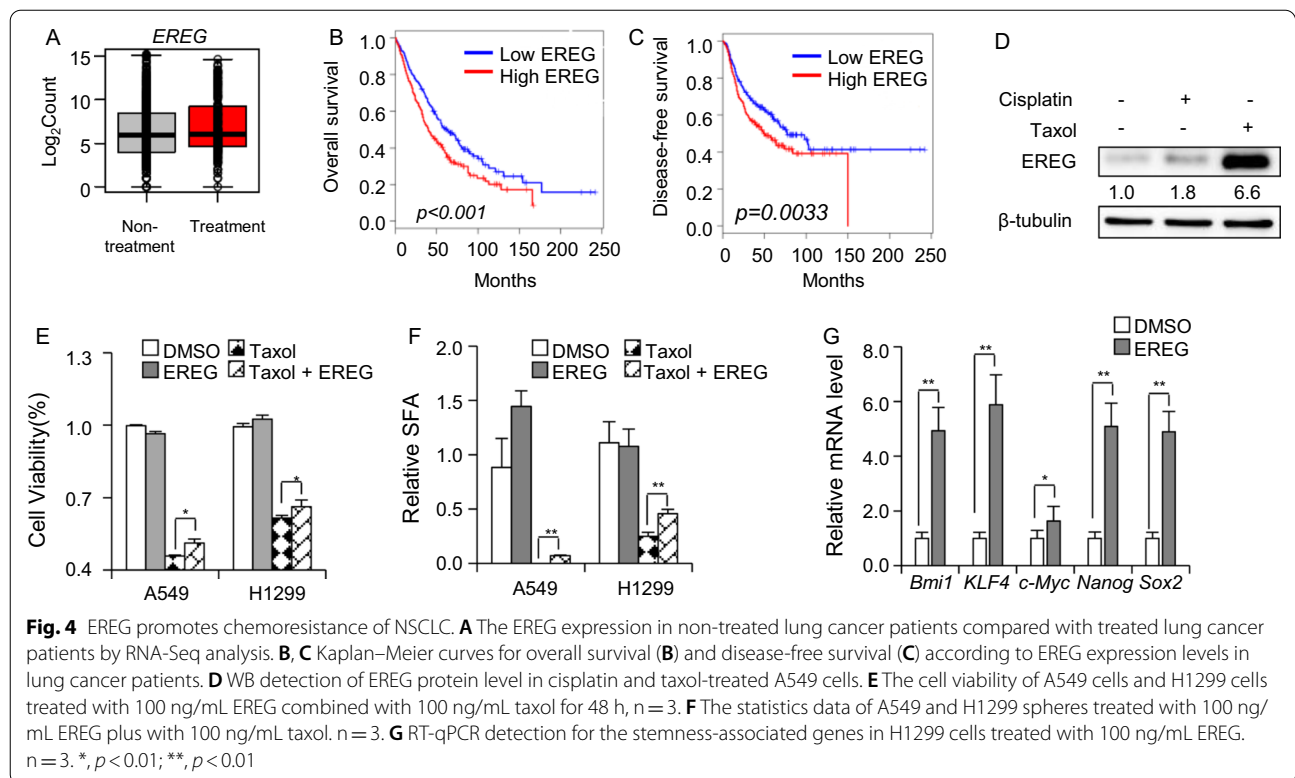 A
EREG
Log₂Count
15
10
5
0
Non-
treatment
Treatment
B
Overall survival
1.0
0.8
0.6
0.4
0.2
0.0
Low EREG
High EREG
p<0.001
0 50 100 150 200 250
Months
C
Disease-free survival
1.0
0.8
0.6
0.4
0.2
0.0
Low EREG
High EREG
p=0.0033
0 50 100 150 200 250
Months
D
Cisplatin - + -
Taxol - - +
EREG
1.0 1.8 6.6
β-tubulin
E
DMSO Taxol
EREG Taxol + EREG
Cell Viability(%)
1.3
1.0
0.7
0.4
*
*
A549 H1299
F
DMSO Taxol
EREG Taxol + EREG
Relative SFA
2.0
1.5
1.0
0.5
0.0
**
**
A549 H1299
G
DMSO
EREG
Relative mRNA level
8.0
6.0
4.0
2.0
0.0
**
**
*
**
**
Bmi1 KLF4 c-Myc Nanog Sox2
Fig. 4 EREG promotes chemoresistance of NSCLC. A The EREG expression in non-treated lung cancer patients compared with treated lung cancer
patients by RNA-Seq analysis. B, C Kaplan–Meier curves for overall survival (B) and disease-free survival (C) according to EREG expression levels in
lung cancer patients. D WB detection of EREG protein level in cisplatin and taxol-treated A549 cells. E The cell viability of A549 cells and H1299 cells
treated with 100 ng/mL EREG combined with 100 ng/mL taxol for 48 h, n = 3. F The statistics data of A549 and H1299 spheres treated with 100 ng/
mL EREG plus with 100 ng/mL taxol. n = 3. G RT-qPCR detection for the stemness-associated genes in H1299 cells treated with 100 ng/mL EREG.
n = 3. *, p < 0.01; **, p < 0.01